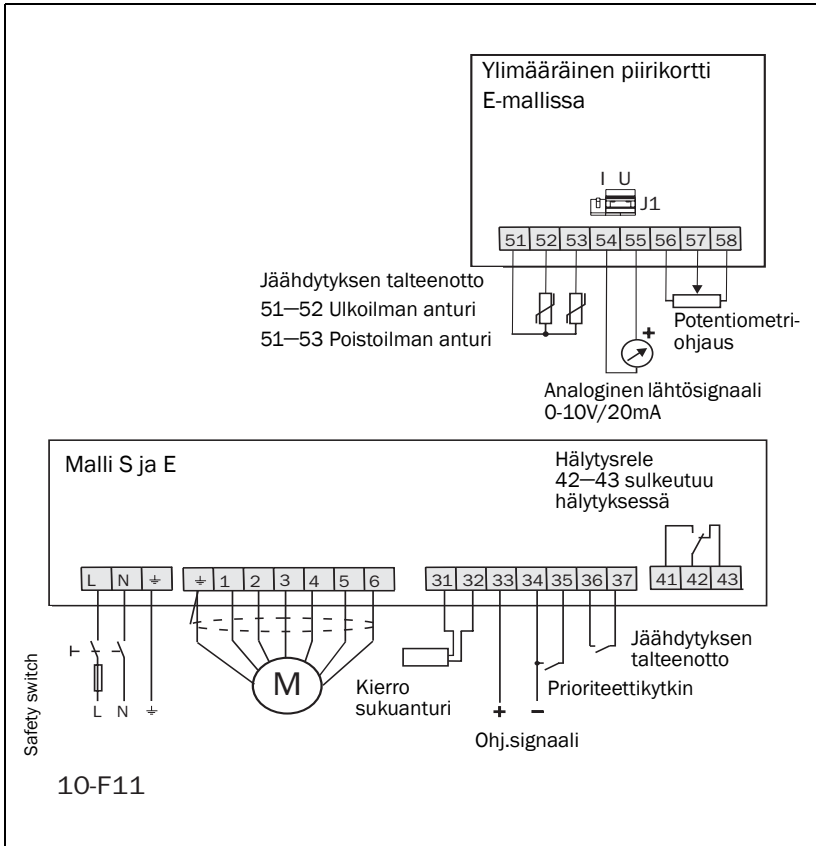 Ylimääräinen piirikortti
E-mallissa
I U
J1
51 52 53 54 55 56 57 58
Jäähdytyksen talteenotto
51—52 Ulkoilman anturi
51—53 Poistoilman anturi
Potentiometri-
ohjaus
+
Analoginen lähtösignaali
0-10V/20mA
Malli S ja E
Hälytysrele
42—43 sulkeutuu
hälytyksessä
L N
1 2 3 4 5 6
31 32 33 34 35 36 37
41 42 43
Safety switch
L N
M
Kierro
sukuanturi
Jäähdytyksen
talteenotto
Prioriteettikytkin
+ −
Ohj.signaali
10-F11